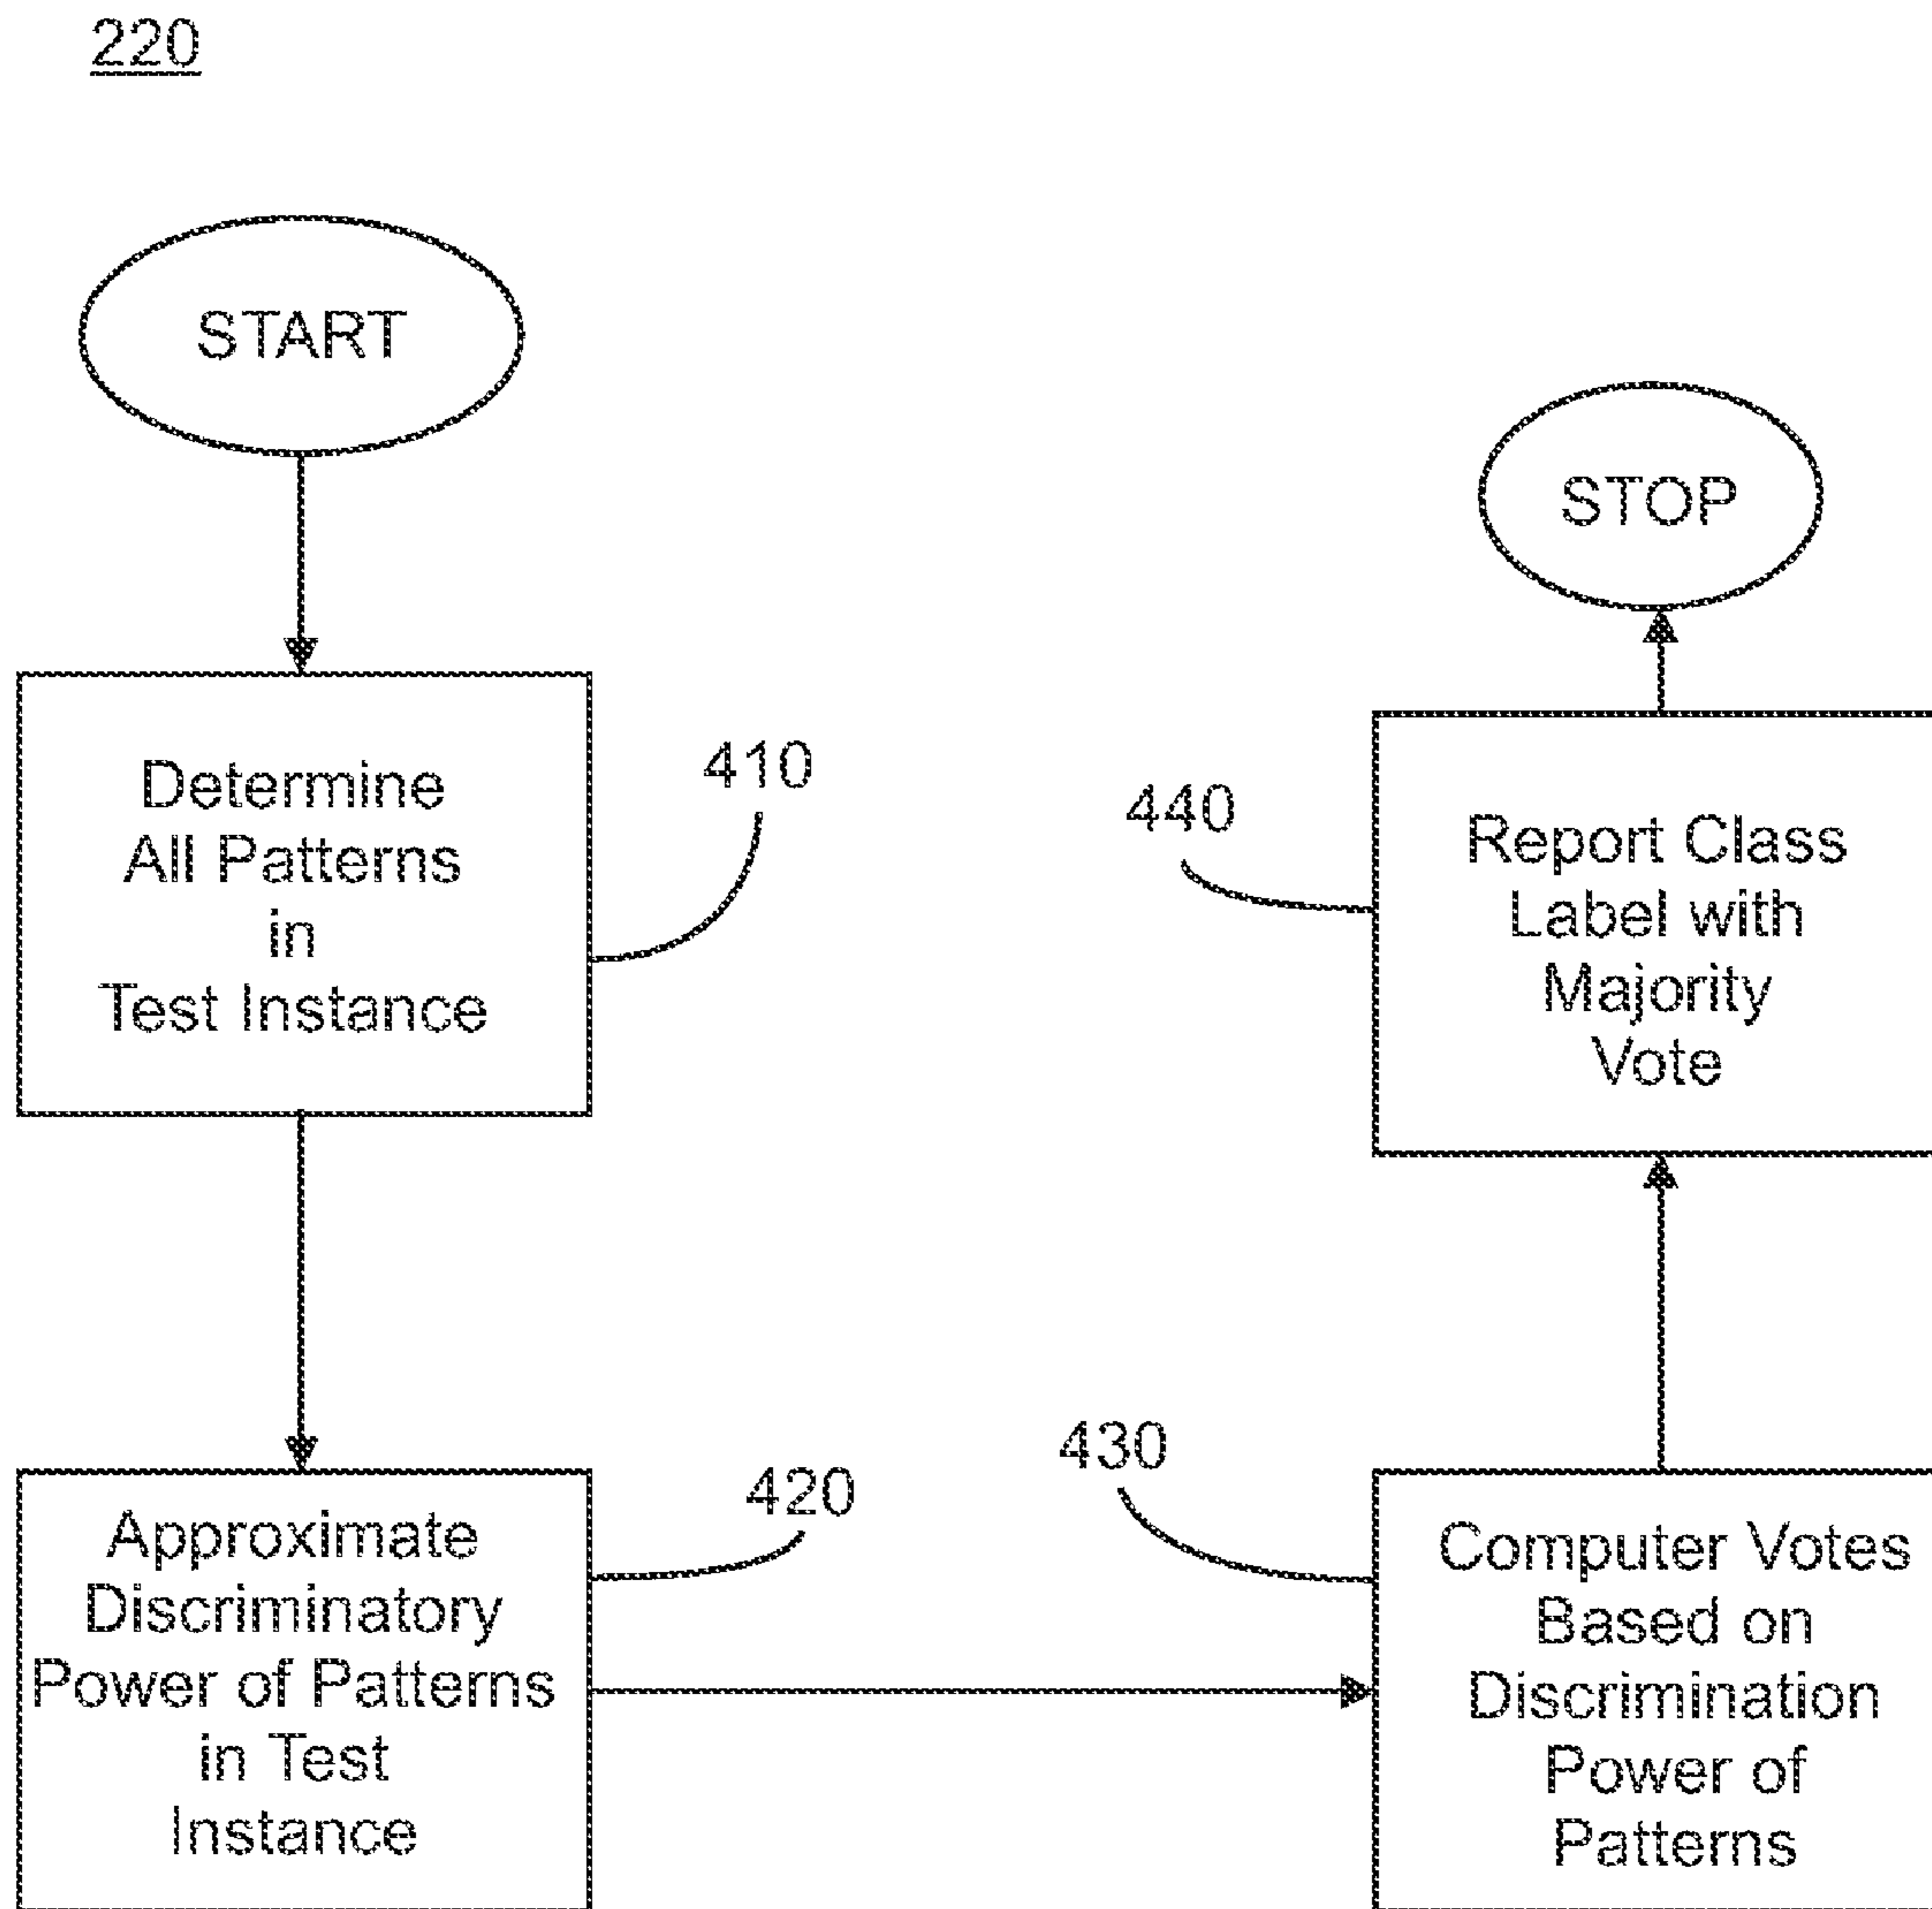 220
START
Determine
All Patterns
in
Test Instance
410
Approximate
Discriminatory
Power of Patterns
in Test
Instance
420
430
Computer Votes
Based on
Discrimination
Power of
Patterns
440
Report Class
Label with
Majority
Vote
STOP